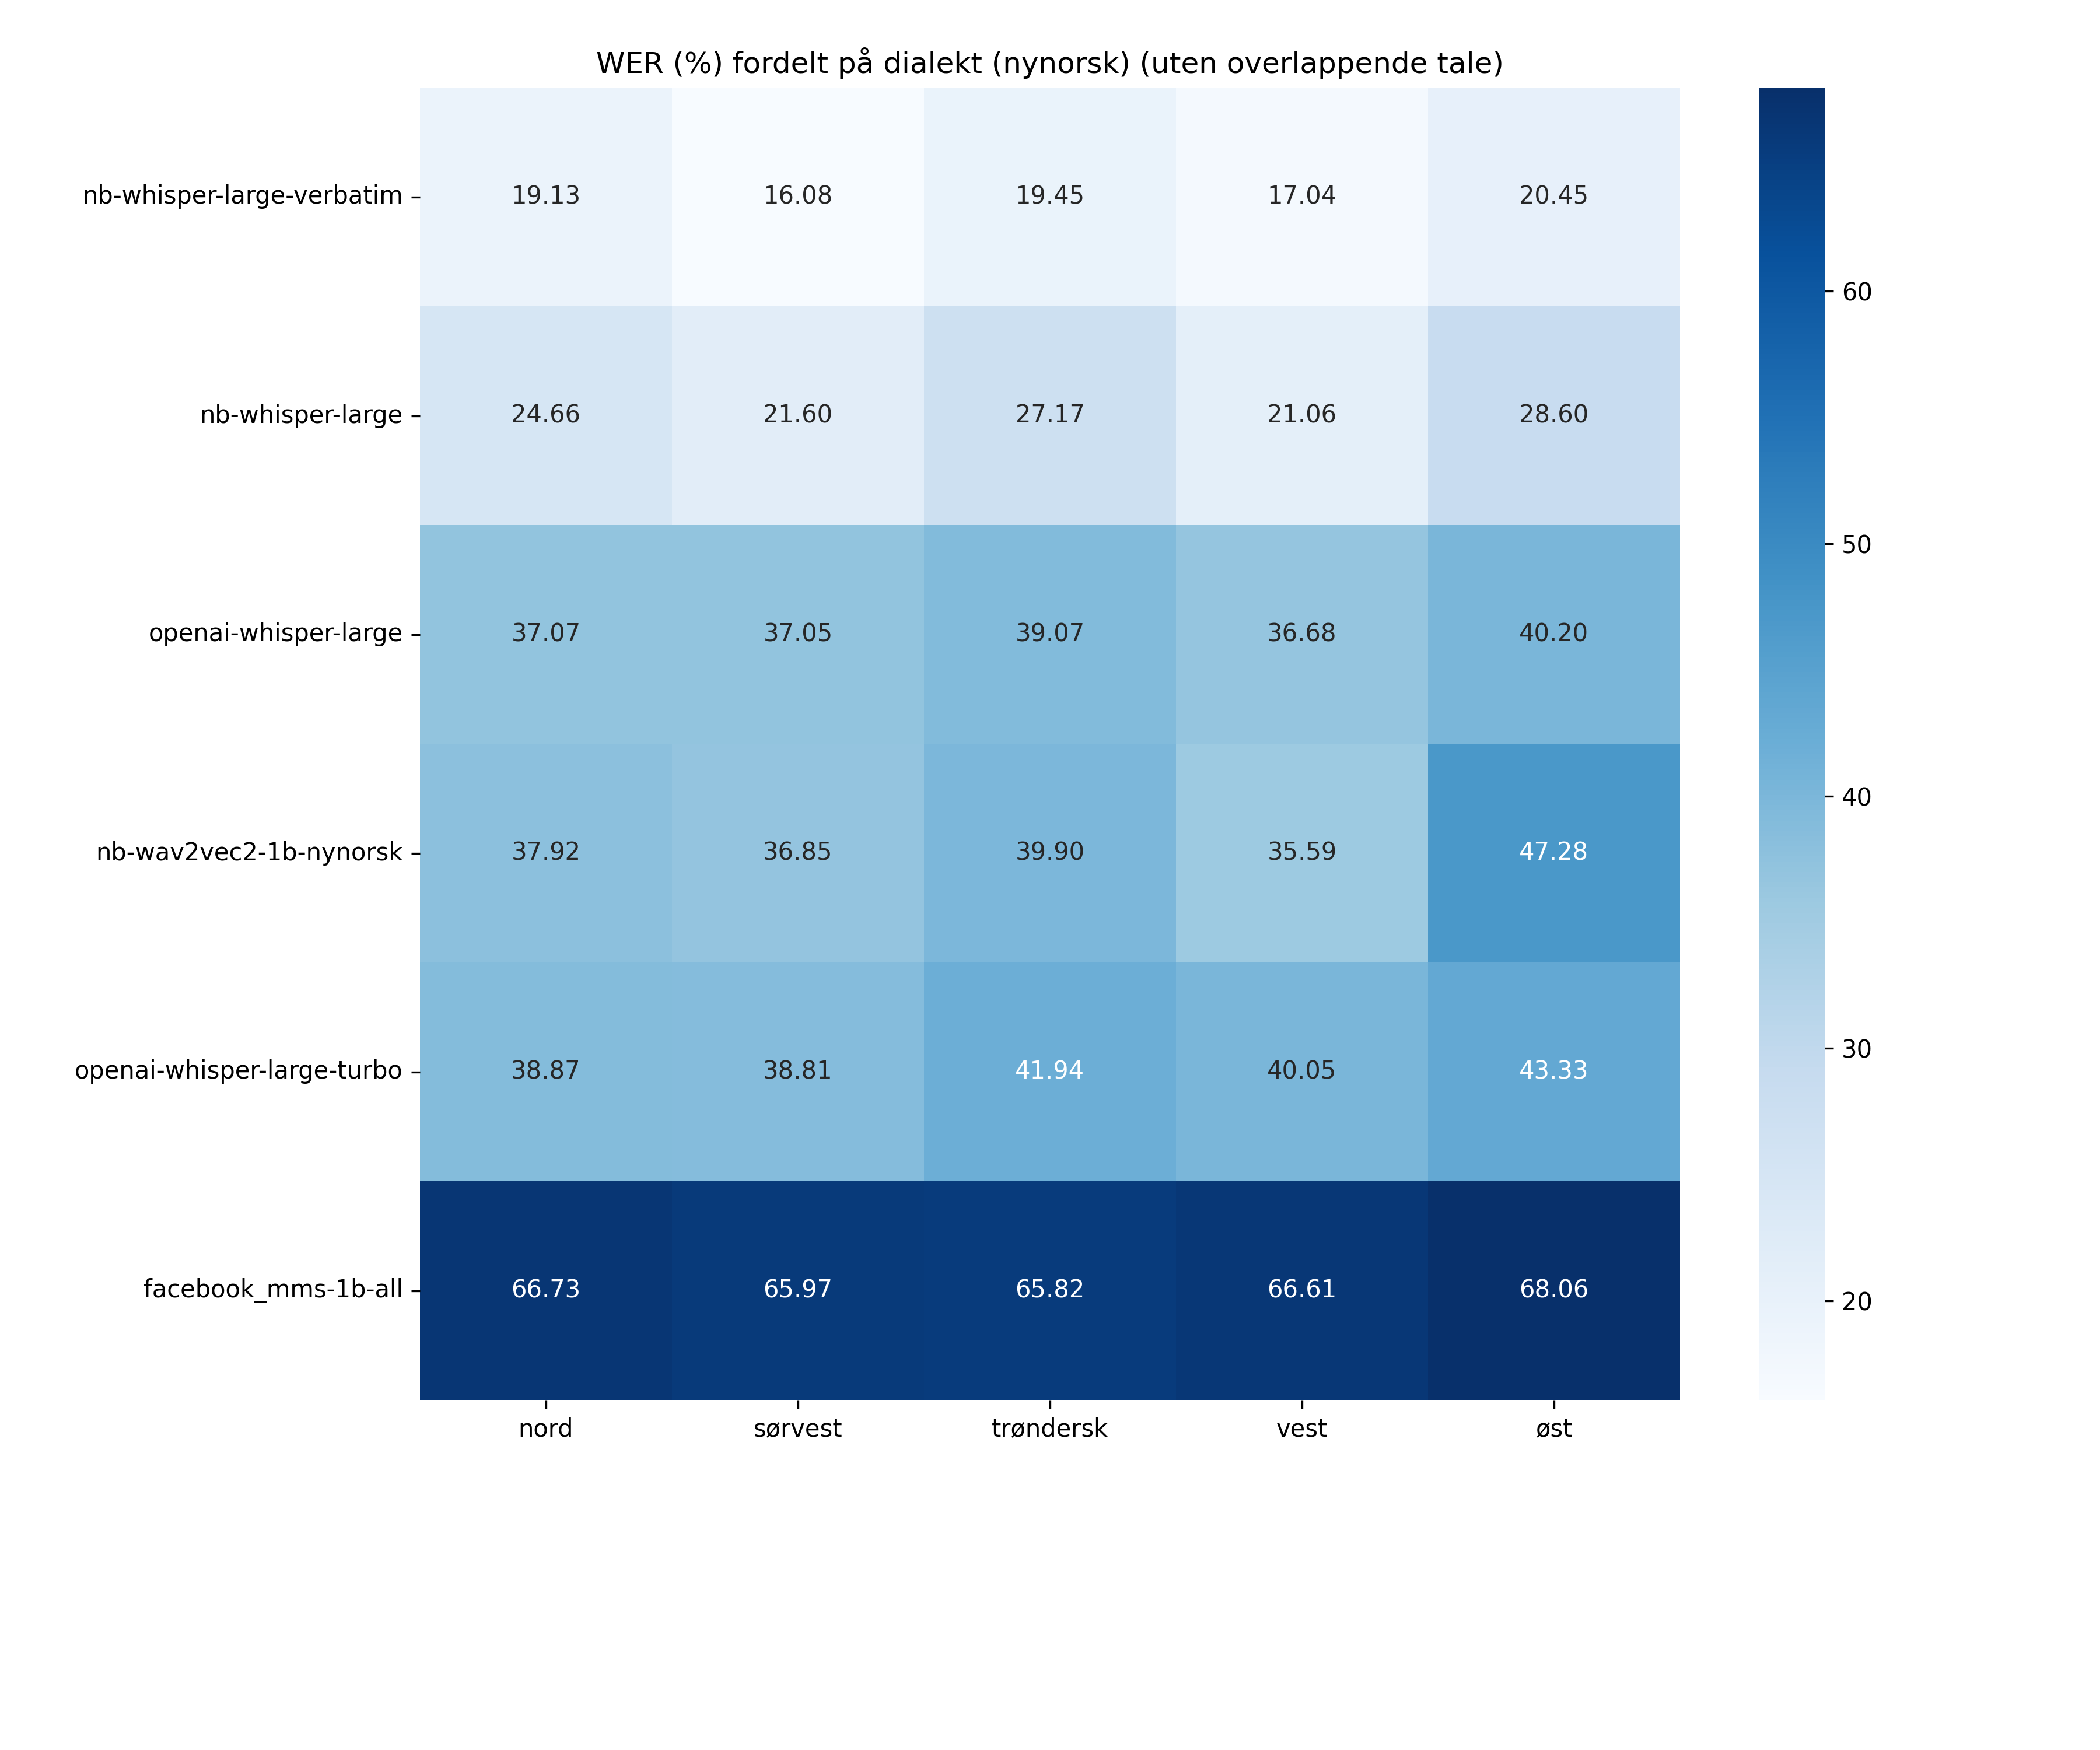 WER (%) fordelt på dialekt (nynorsk) (uten overlappende tale)
nb-whisper-large-verbatim 19.13 16.08 19.45 17.04 20.45
nb-whisper-large 24.66 21.60 27.17 21.06 28.60
openai-whisper-large 37.07 37.05 39.07 36.68 40.20
nb-wav2vec2-1b-nynorsk 37.92 36.85 39.90 35.59 47.28
openai-whisper-large-turbo 38.87 38.81 41.94 40.05 43.33
facebook_mms-1b-all 66.73 65.97 65.82 66.61 68.06
nord sørvest trøndersk vest øst
60
50
40
30
20